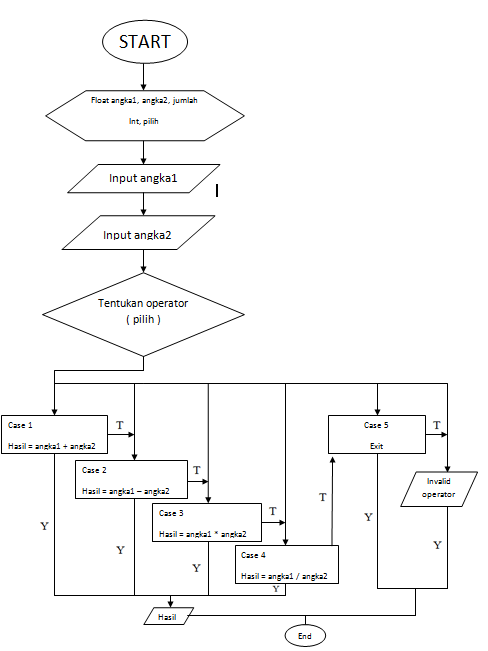 START
Float angka1, angka2, jumlah
Int, pilih
Input angka1
Input angka2
Tentukan operator
( pilih )
Case 1
Hasil = angka1 + angka2
T
Case 2
Hasil = angka1 – angka2
T
Case 3
Hasil = angka1 * angka2
T
Case 4
Hasil = angka1 / angka2
T
Case 5
Exit
T
Invalid
operator
Y
Y
Y
Y
Y
Y
Hasil
End